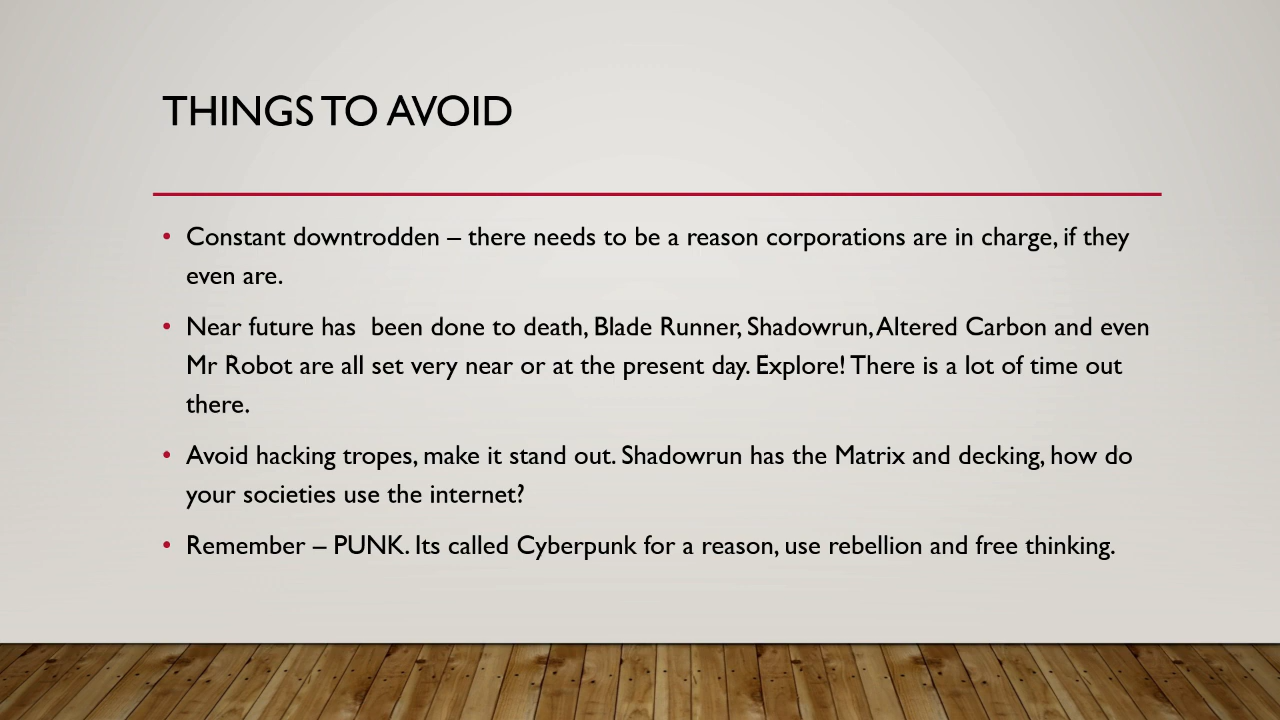 THINGS TO AVOID
• Constant downtrodden – there needs to be a reason corporations are in charge, if they
even are.
• Near future has  been done to death, Blade Runner, Shadowrun, Altered Carbon and even
Mr Robot are all set very near or at the present day. Explore! There is a lot of time out
there.
• Avoid hacking tropes, make it stand out. Shadowrun has the Matrix and decking, how do
your societies use the internet?
• Remember – PUNK. Its called Cyberpunk for a reason, use rebellion and free thinking.